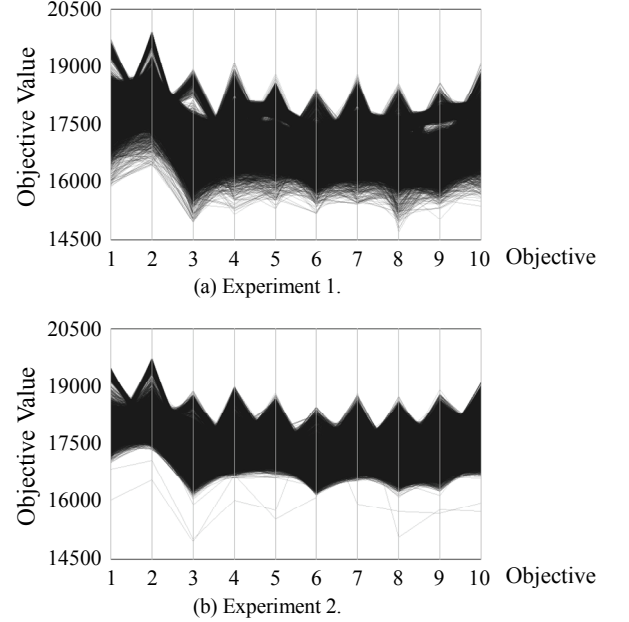 20500
19000
17500
16000
14500
Objective Value
1 2 3 4 5 6 7 8 9 10 Objective
(a) Experiment 1.
20500
19000
17500
16000
14500
Objective Value
1 2 3 4 5 6 7 8 9 10 Objective
(b) Experiment 2.